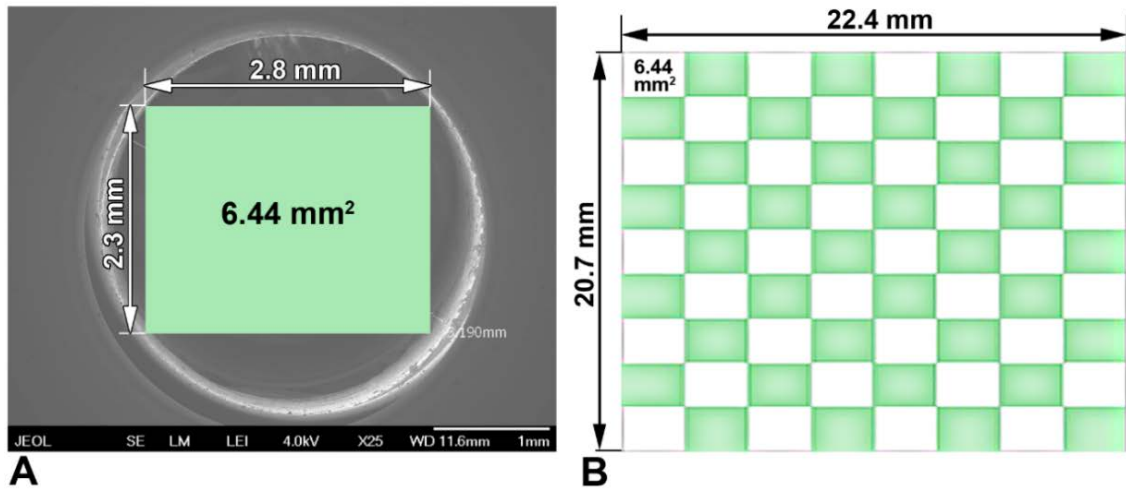 2.8 mm
2.3 mm
6.44 mm²
3.190mm
JEOL SE LM LEI 4.0kV X25 WD 11.6mm 1mm
A
22.4 mm
6.44
mm²
20.7 mm
B